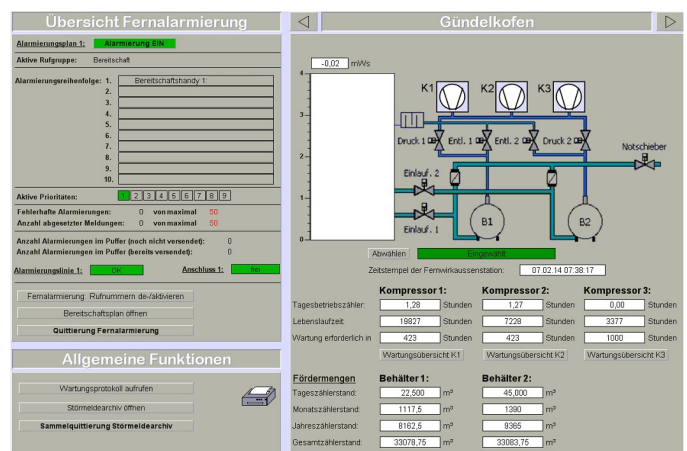 Übersicht Fernalarmierung
Alarmierungsplan 1: Alarmierung EIN
Aktive Rufgruppe: Bereitschaft
Alarmierungsreihenfolge: 1. Bereitschaftshandy 1:
2.
3.
4.
5.
6.
7.
8.
9.
10.
Aktive Prioritäten: 1 2 3 4 5 6 7 8 9
Fehlerhafte Alarmierungen: 0 von maximal 50
Anzahl abgesetzter Meldungen: 0 von maximal 50
Anzahl Alarmierungen im Puffer (noch nicht versendet): 0
Anzahl Alarmierungen im Puffer (bereits versendet): 0
Alarmierungslinie 1: OK Anschluss 1: frei
Fernalarmierung: Rufnummern de-/aktivieren
Bereitschaftsplan öffnen
Quittierung Fernalarmierung
Allgemeine Funktionen
Wartungsprotokoll aufrufen
Störmeldearchiv öffnen
Sammelquittierung Störmeldearchiv
Gündelkofen
-0,02 mWs
4
3
2
1
0
K1 K2 K3
Druck 1 Entl. 1 Entl. 2 Druck 2
Notschieber
Einlauf. 2
Einlauf. 1
B1 B2
Abwählen Eingewählt
Zeitstempel der Fernwirkaussenstation: 07.02.14 07:38:17
Kompressor 1: Kompressor 2: Kompressor 3:
Tagesbetriebszähler: 1,28 Stunden 1,27 Stunden 0,00 Stunden
Lebenslaufzeit: 19827 Stunden 7228 Stunden 3377 Stunden
Wartung erforderlich in 423 Stunden 423 Stunden 1000 Stunden
Wartungsübersicht K1 Wartungsübersicht K2 Wartungsübersicht K3
Fördermengen Behälter 1: Behälter 2:
Tageszählerstand: 22,500 m³ 45,000 m³
Monatszählerstand: 1117,5 m³ 1390 m³
Jahreszählerstand: 8162,5 m³ 8365 m³
Gesamtzählerstand: 33078,75 m³ 33083,75 m³